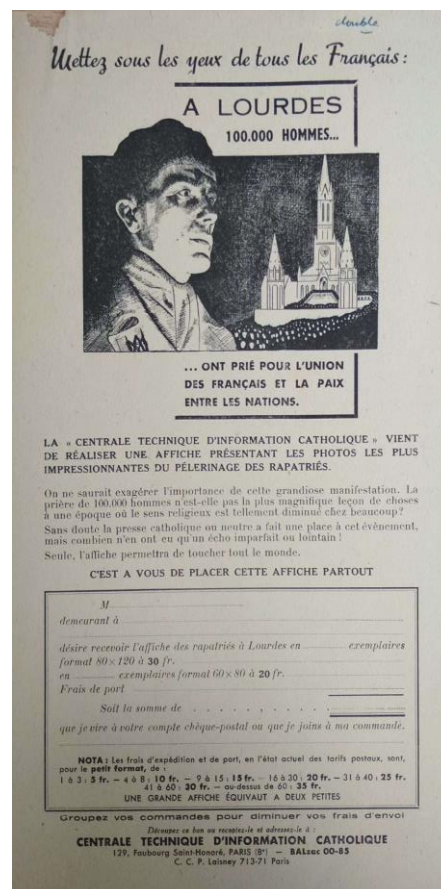 double
Mettez sous les yeux de tous les Français :
A LOURDES
100.000 HOMMES...
... ONT PRIÉ POUR L'UNION
DES FRANÇAIS ET LA PAIX
ENTRE LES NATIONS.
LA « CENTRALE TECHNIQUE D'INFORMATION CATHOLIQUE » VIENT
DE RÉALISER UNE AFFICHE PRÉSENTANT LES PHOTOS LES PLUS
IMPRESSIONNANTES DU PÉLERINAGE DES RAPATRIÉS.
On ne saurait exagérer l'importance de cette grandiose manifestation. La
prière de 100.000 hommes n'est-elle pas la plus magnifique leçon de choses
à une époque où le sens religieux est tellement diminué chez beaucoup?
Sans doute la presse catholique ou neutre a fait une place à cet évènement,
mais combien n'en ont eu qu'un écho imparfait ou lointain !
Seule, l'affiche permettra de toucher tout le monde.
C'EST A VOUS DE PLACER CETTE AFFICHE PARTOUT
M
demeurant à
désire recevoir l'affiche des rapatriés à Lourdes en exemplaires
format 80×120 à 30 fr.
en exemplaires format 60×80 à 20 fr.
Frais de port
Soit la somme de
que je vire à votre compte chèque-postal ou que je joins à ma commande.
NOTA : Les frais d'expédition et de port, en l'état actuel des tarifs postaux, sont,
pour le petit format, de :
1 à 3 : 5 fr. — 4 à 8 : 10 fr. — 9 à 15 : 15 fr. — 16 à 30 : 20 fr. — 31 à 40 : 25 fr.
41 à 60 : 30 fr. — au-dessus de 60 : 35 fr.
UNE GRANDE AFFICHE ÉQUIVAUT A DEUX PETITES
Groupez vos commandes pour diminuer vos frais d'envoi
Découpez ce bon ou recopiez-le et adressez-le à :
CENTRALE TECHNIQUE D'INFORMATION CATHOLIQUE
129, Faubourg Saint-Honoré, PARIS (8e) — BALzac 00-85
C. C. P. Laisney 713-71 Paris